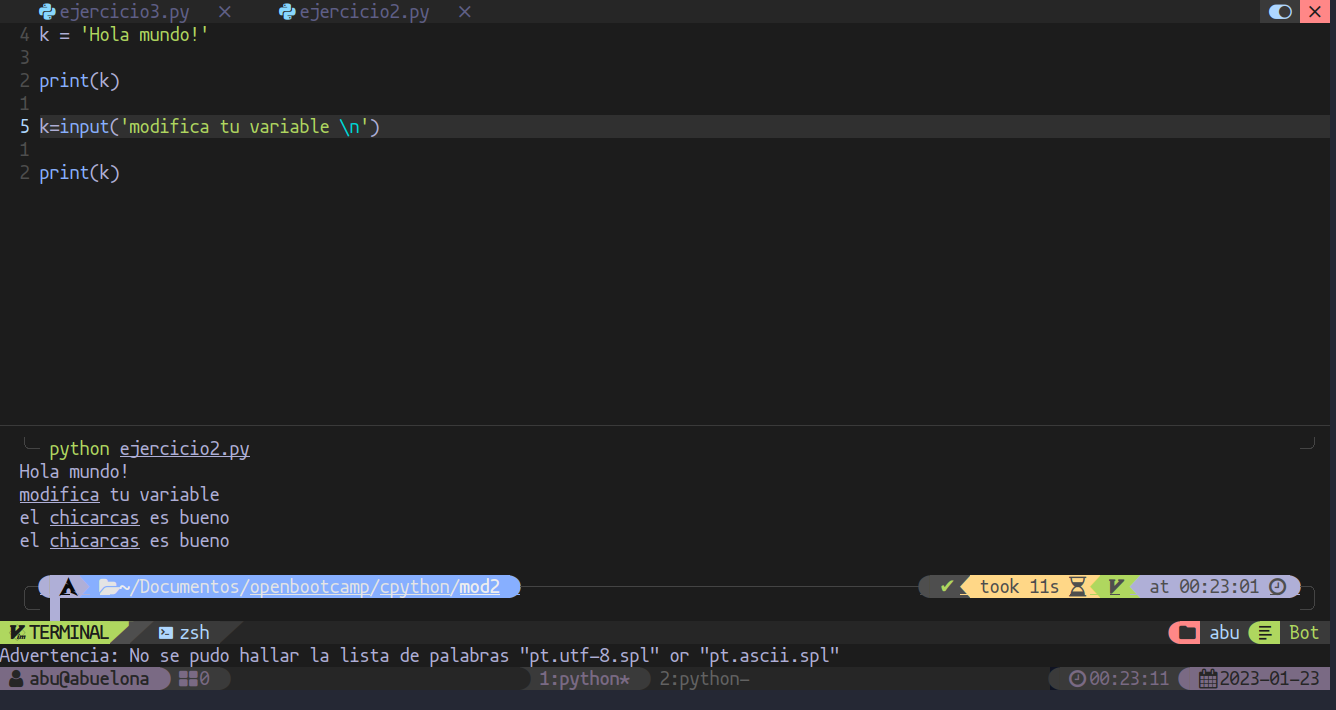 ejercicio3.py × ejercicio2.py ×
4 k = 'Hola mundo!'
3
2 print(k)
1
5 k=input('modifica tu variable \n')
1
2 print(k)
python ejercicio2.py
Hola mundo!
modifica tu variable
el chicarcas es bueno
el chicarcas es bueno
~/Documentos/openbootcamp/cpython/mod2 ✔ took 11s at 00:23:01
TERMINAL zsh abu Bot
Advertencia: No se pudo hallar la lista de palabras "pt.utf-8.spl" or "pt.ascii.spl"
abu@abuelona 0 1:python* 2:python- 00:23:11 2023-01-23